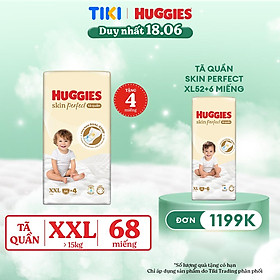 TIKI HUGGIES
Duy nhất 18.06
HUGGIES
skin perfect
TẶNG
4
miếng
TÃ QUẦN
SKIN PERFECT
XL52+6 MIẾNG
HUGGIES
skin perfect
XXL
+4
ĐƠN 1199K
TÃ
QUẦN
XXL
>15kg
68
miếng
*Số lượng quà tặng có hạn
Chỉ áp dụng sản phẩm do Tiki Trading phân phối